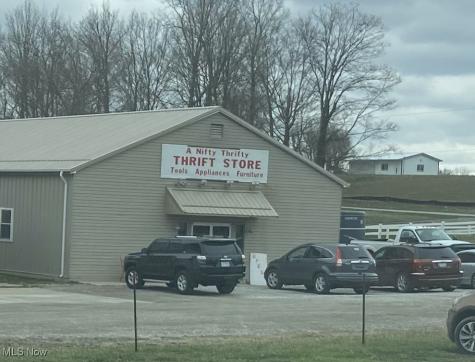 A Nifty Thrifty
THRIFT STORE
Tools Appliances Furniture
MLS Now